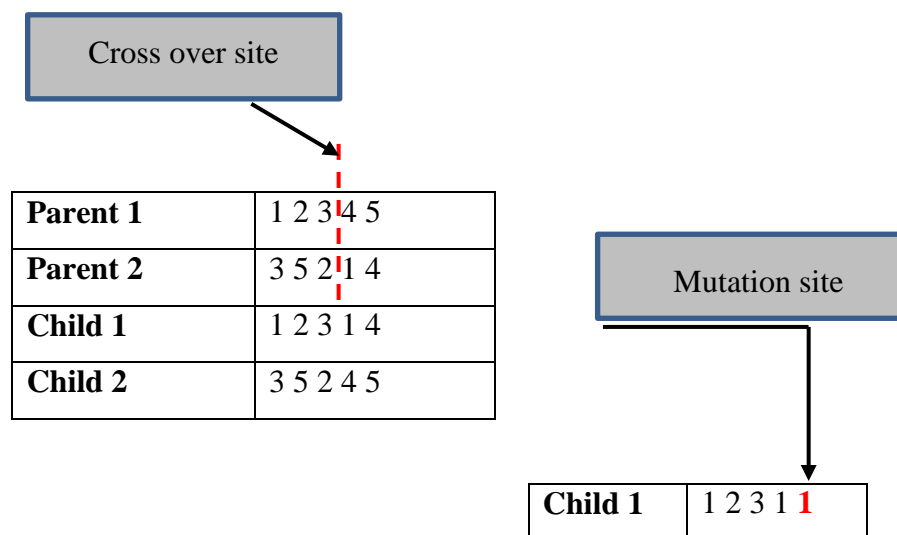 Cross over site
Parent 1 1 2 3 4 5
Parent 2 3 5 2 1 4
Mutation site
Child 1 1 2 3 1 4
Child 2 3 5 2 4 5
Child 1 1 2 3 1 1